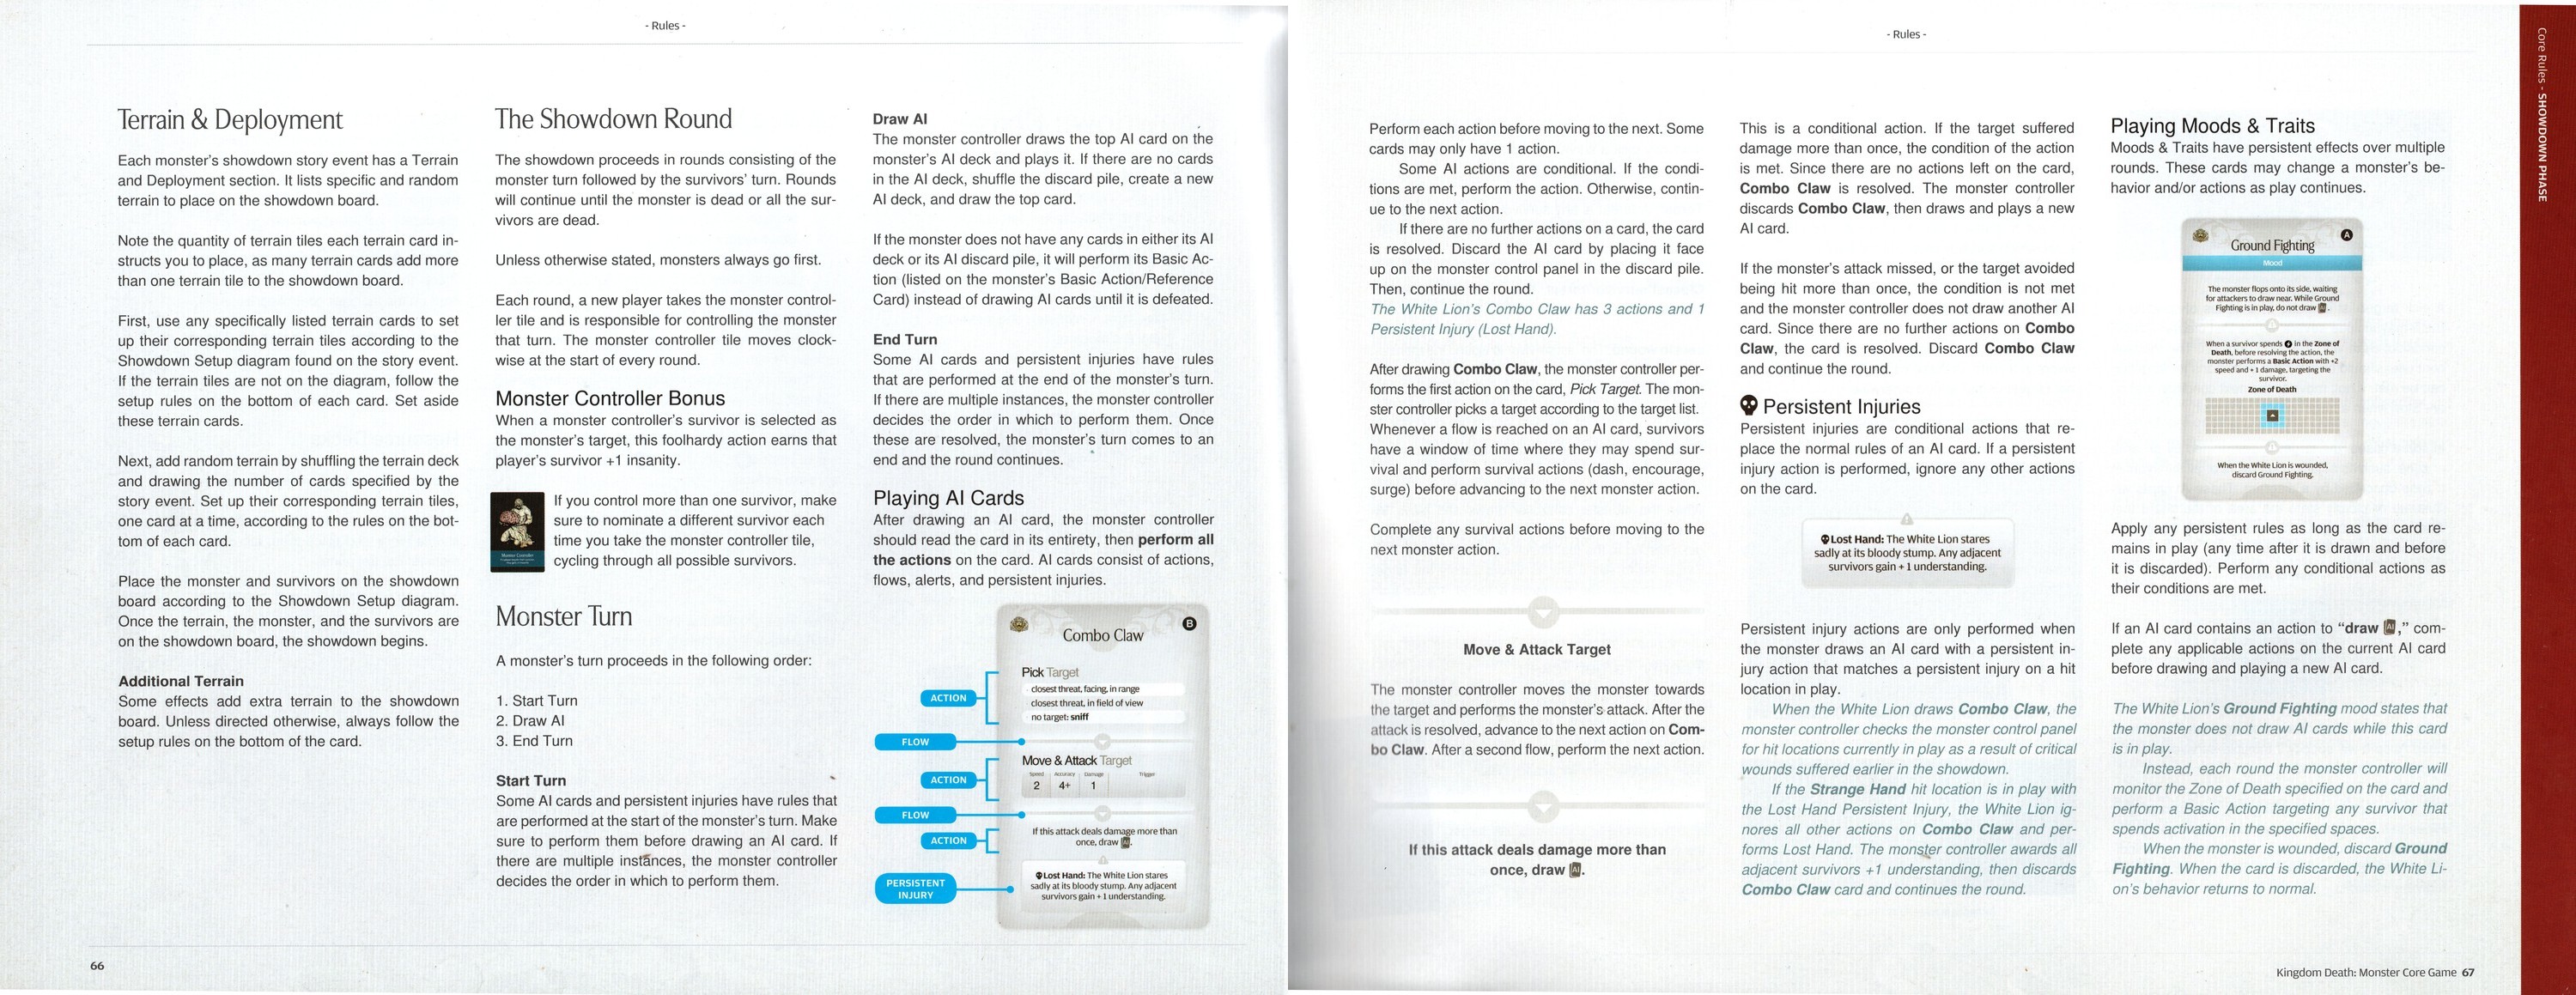 - Rules -
Terrain & Deployment
Each monster's showdown story event has a Terrain
and Deployment section. It lists specific and random
terrain to place on the showdown board.
Note the quantity of terrain tiles each terrain card in-
structs you to place, as many terrain cards add more
than one terrain tile to the showdown board.
First, use any specifically listed terrain cards to set
up their corresponding terrain tiles according to the
Showdown Setup diagram found on the story event.
If the terrain tiles are not on the diagram, follow the
setup rules on the bottom of each card. Set aside
these terrain cards.
Next, add random terrain by shuffling the terrain deck
and drawing the number of cards specified by the
story event. Set up their corresponding terrain tiles,
one card at a time, according to the rules on the bot-
tom of each card.
Place the monster and survivors on the showdown
board according to the Showdown Setup diagram.
Once the terrain, the monster, and the survivors are
on the showdown board, the showdown begins.
Additional Terrain
Some effects add extra terrain to the showdown
board. Unless directed otherwise, always follow the
setup rules on the bottom of the card.
The Showdown Round
The showdown proceeds in rounds consisting of the
monster turn followed by the survivors' turn. Rounds
will continue until the monster is dead or all the sur-
vivors are dead.
Unless otherwise stated, monsters always go first.
Each round, a new player takes the monster control-
ler tile and is responsible for controlling the monster
that turn. The monster controller tile moves clock-
wise at the start of every round.
Monster Controller Bonus
When a monster controller's survivor is selected as
the monster's target, this foolhardy action earns that
player's survivor +1 insanity.
If you control more than one survivor, make
sure to nominate a different survivor each
time you take the monster controller tile,
cycling through all possible survivors.
Monster Turn
A monster's turn proceeds in the following order:
1. Start Turn
2. Draw AI
3. End Turn
Start Turn
Some AI cards and persistent injuries have rules that
are performed at the start of the monster's turn. Make
sure to perform them before drawing an AI card. If
there are multiple instances, the monster controller
decides the order in which to perform them.
Draw AI
The monster controller draws the top AI card on the
monster's AI deck and plays it. If there are no cards
in the AI deck, shuffle the discard pile, create a new
AI deck, and draw the top card.
If the monster does not have any cards in either its AI
deck or its AI discard pile, it will perform its Basic Ac-
tion (listed on the monster's Basic Action/Reference
Card) instead of drawing AI cards until it is defeated.
End Turn
Some AI cards and persistent injuries have rules
that are performed at the end of the monster's turn.
If there are multiple instances, the monster controller
decides the order in which to perform them. Once
these are resolved, the monster's turn comes to an
end and the round continues.
Playing AI Cards
After drawing an AI card, the monster controller
should read the card in its entirety, then perform all
the actions on the card. AI cards consist of actions,
flows, alerts, and persistent injuries.
B
Combo Claw
Pick Target
closest threat, facing, in range
closest threat, in field of view
no target: sniff
ACTION
FLOW
Move & Attack Target
Speed Accuracy Damage Trigger
2 4+ 1
ACTION
FLOW
If this attack deals damage more than
once, draw AI.
ACTION
Lost Hand: The White Lion stares
sadly at its bloody stump. Any adjacent
survivors gain +1 understanding.
PERSISTENT
INJURY
66
- Rules -
Perform each action before moving to the next. Some
cards may only have 1 action.
Some AI actions are conditional. If the condi-
tions are met, perform the action. Otherwise, contin-
ue to the next action.
If there are no further actions on a card, the card
is resolved. Discard the AI card by placing it face
up on the monster control panel in the discard pile.
Then, continue the round.
The White Lion's Combo Claw has 3 actions and 1
Persistent Injury (Lost Hand).
After drawing Combo Claw, the monster controller per-
forms the first action on the card, Pick Target. The mon-
ster controller picks a target according to the target list.
Whenever a flow is reached on an AI card, survivors
have a window of time where they may spend sur-
vival and perform survival actions (dash, encourage,
surge) before advancing to the next monster action.
Complete any survival actions before moving to the
next monster action.
Move & Attack Target
The monster controller moves the monster towards
the target and performs the monster's attack. After the
attack is resolved, advance to the next action on Com-
bo Claw. After a second flow, perform the next action.
If this attack deals damage more than
once, draw AI.
This is a conditional action. If the target suffered
damage more than once, the condition of the action
is met. Since there are no actions left on the card,
Combo Claw is resolved. The monster controller
discards Combo Claw, then draws and plays a new
AI card.
If the monster's attack missed, or the target avoided
being hit more than once, the condition is not met
and the monster controller does not draw another AI
card. Since there are no further actions on Combo
Claw, the card is resolved. Discard Combo Claw
and continue the round.
Persistent Injuries
Persistent injuries are conditional actions that re-
place the normal rules of an AI card. If a persistent
injury action is performed, ignore any other actions
on the card.
Lost Hand: The White Lion stares
sadly at its bloody stump. Any adjacent
survivors gain +1 understanding.
Persistent injury actions are only performed when
the monster draws an AI card with a persistent in-
jury action that matches a persistent injury on a hit
location in play.
When the White Lion draws Combo Claw, the
monster controller checks the monster control panel
for hit locations currently in play as a result of critical
wounds suffered earlier in the showdown.
If the Strange Hand hit location is in play with
the Lost Hand Persistent Injury, the White Lion ig-
nores all other actions on Combo Claw and per-
forms Lost Hand. The monster controller awards all
adjacent survivors +1 understanding, then discards
Combo Claw card and continues the round.
Playing Moods & Traits
Moods & Traits have persistent effects over multiple
rounds. These cards may change a monster's be-
havior and/or actions as play continues.
A
Ground Fighting
Mood
The monster flops onto its side, waiting
for attackers to draw near. While Ground
Fighting is in play, do not draw AI.
When a survivor spends in the Zone of
Death, before resolving the action, the
monster performs a Basic Action with +2
speed and +1 damage, targeting the
survivor.
Zone of Death
When the White Lion is wounded,
discard Ground Fighting.
Apply any persistent rules as long as the card re-
mains in play (any time after it is drawn and before
it is discarded). Perform any conditional actions as
their conditions are met.
If an AI card contains an action to "draw AI," com-
plete any applicable actions on the current AI card
before drawing and playing a new AI card.
The White Lion's Ground Fighting mood states that
the monster does not draw AI cards while this card
is in play.
Instead, each round the monster controller will
monitor the Zone of Death specified on the card and
perform a Basic Action targeting any survivor that
spends activation in the specified spaces.
When the monster is wounded, discard Ground
Fighting. When the card is discarded, the White Li-
on's behavior returns to normal.
Core Rules - SHOWDOWN PHASE
Kingdom Death: Monster Core Game 67